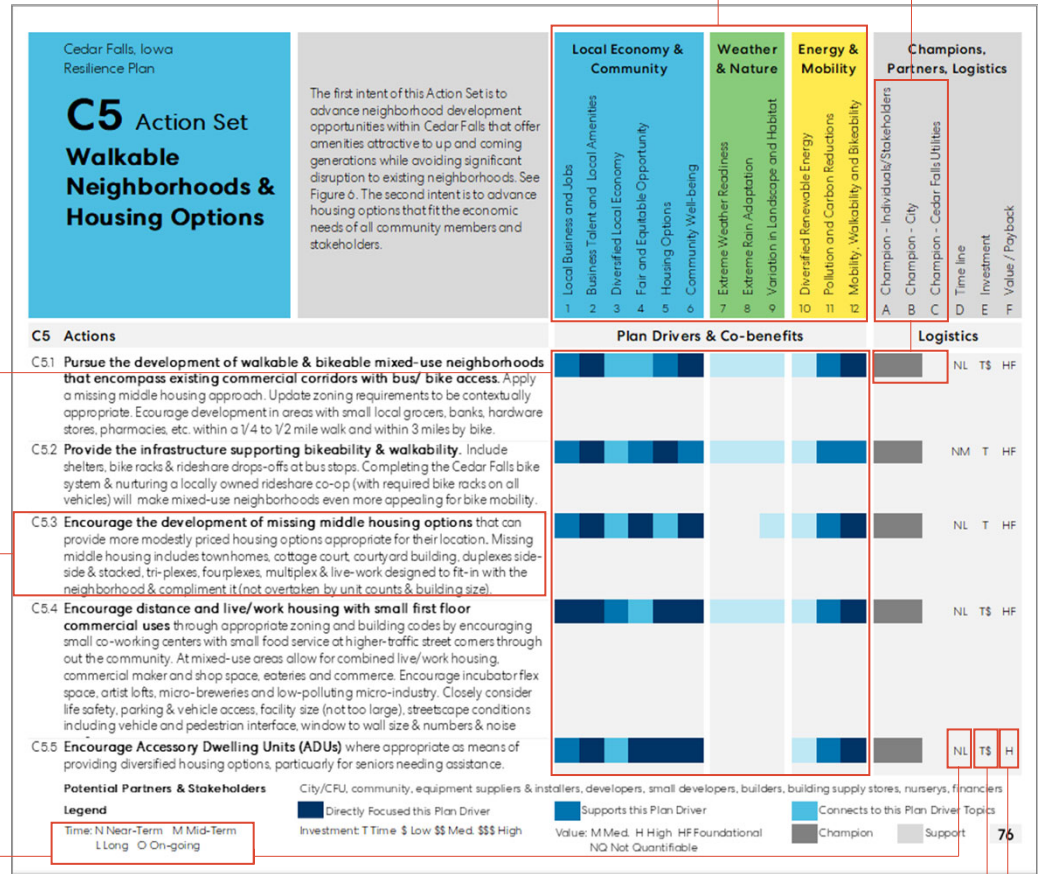 Cedar Falls, Iowa
Resilience Plan
C5 Action Set
Walkable
Neighborhoods &
Housing Options
The first intent of this Action Set is to
advance neighborhood development
opportunities within Cedar Falls that offer
amenities attractive to up and coming
generations while avoiding significant
disruption to existing neighborhoods. See
Figure 6. The second intent is to advance
housing options that fit the economic
needs of all community members and
stakeholders.
Local Economy &
Community
Weather
& Nature
Energy &
Mobility
Champions,
Partners, Logistics
1 Local Business and Jobs
2 Business Talent and Local Amenities
3 Diversified Local Economy
4 Fair and Equitable Opportunity
5 Housing Options
6 Community Well-being
7 Extreme Weather Readiness
8 Extreme Rain Adaptation
9 Variation in Landscape and Habitat
10 Diversified Renewable Energy
11 Pollution and Carbon Reductions
12 Mobility, Walkability and Bikeability
A Champion - Individuals/Stakeholders
B Champion - City
C Champion - Cedar Falls Utilities
D Time line
E Investment
F Value / Payback
C5 Actions
Plan Drivers & Co-benefits
Logistics
C5.1 Pursue the development of walkable & bikeable mixed-use neighborhoods
that encompass existing commercial corridors with bus/ bike access. Apply
a missing middle housing approach. Update zoning requirements to be contextually
appropriate. Ecourage development in areas with small local grocers, banks, hardware
stores, pharmacies, etc. within a 1/4 to 1/2 mile walk and within 3 miles by bike.
NL T$ HF
C5.2 Provide the infrastructure supporting bikeability & walkability. Include
shelters, bike racks & rideshare drops-offs at bus stops. Completing the Cedar Falls bike
system & nurturing a locally owned rideshare co-op (with required bike racks on all
vehicles) will make mixed-use neighborhoods even more appealing for bike mobility.
NM T HF
C5.3 Encourage the development of missing middle housing options that can
provide more modestly priced housing options appropriate for their location. Missing
middle housing includes townhomes, cottage court, courtyard building, duplexes side-
side & stacked, tri-plexes, fourplexes, multiplex & live-work designed to fit-in with the
neighborhood & compliment it (not overtaken by unit counts & building size).
NL T HF
C5.4 Encourage distance and live/work housing with small first floor
commercial uses through appropriate zoning and building codes by encouraging
small co-working centers with small food service at higher-traffic street corners through
out the community. At mixed-use areas allow for combined live/work housing,
commercial maker and shop space, eateries and commerce. Encourage incubator flex
space, artist lofts, micro-breweries and low-polluting micro-industry. Closely consider
life safety, parking & vehicle access, facility size (not too large), streetscape conditions
including vehicle and pedestrian interface, window to wall size & numbers & noise
NL T$ HF
C5.5 Encourage Accessory Dwelling Units (ADUs) where appropriate as means of
providing diversified housing options, particuarly for seniors needing assistance.
NL T$ H
Potential Partners & Stakeholders City/CFU, community, equipment suppliers & installers, developers, small developers, builders, building supply stores, nurserys, financiers
Legend Directly Focused this Plan Driver Supports this Plan Driver Connects to this Plan Driver Topics
Time: N Near-Term M Mid-Term Investment: T Time $ Low $$ Med. $$$ High Value: M Med. H High HF Foundational Champion Support 76
L Long O On-going NQ Not Quantifiable